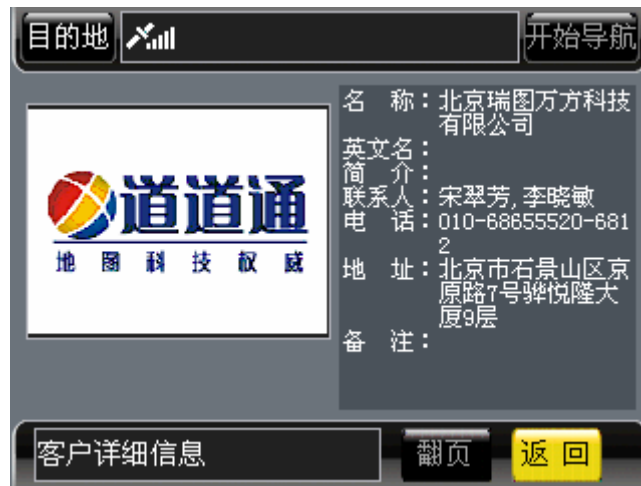 目的地
开始导航
道道通
地图科技权威
名 称：北京瑞图万方科技
有限公司
英文名：
简 介：
联系人：宋翠芳,李晓敏
电 话：010-68655520-681
2
地 址：北京市石景山区京
原路7号骅悦隆大
厦9层
备 注：
客户详细信息
翻页
返回